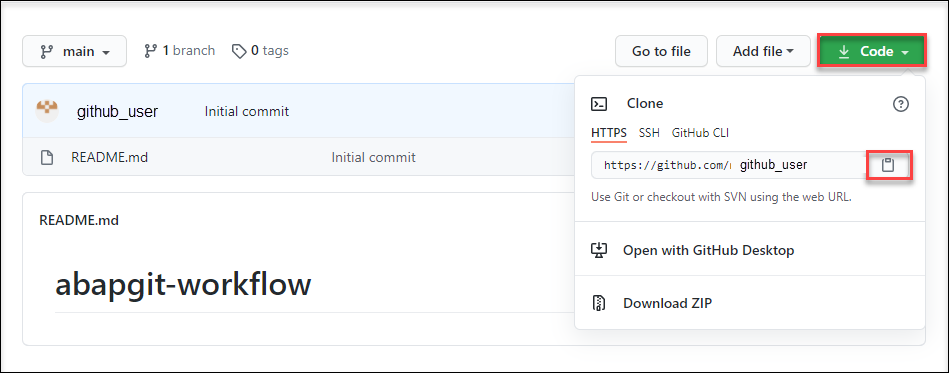 main 1 branch 0 tags Go to file Add file Code
github_user Initial commit
README.md Initial commit
README.md
abapgit-workflow
Clone
HTTPS SSH GitHub CLI
https://github.com/ github_user
Use Git or checkout with SVN using the web URL.
Open with GitHub Desktop
Download ZIP